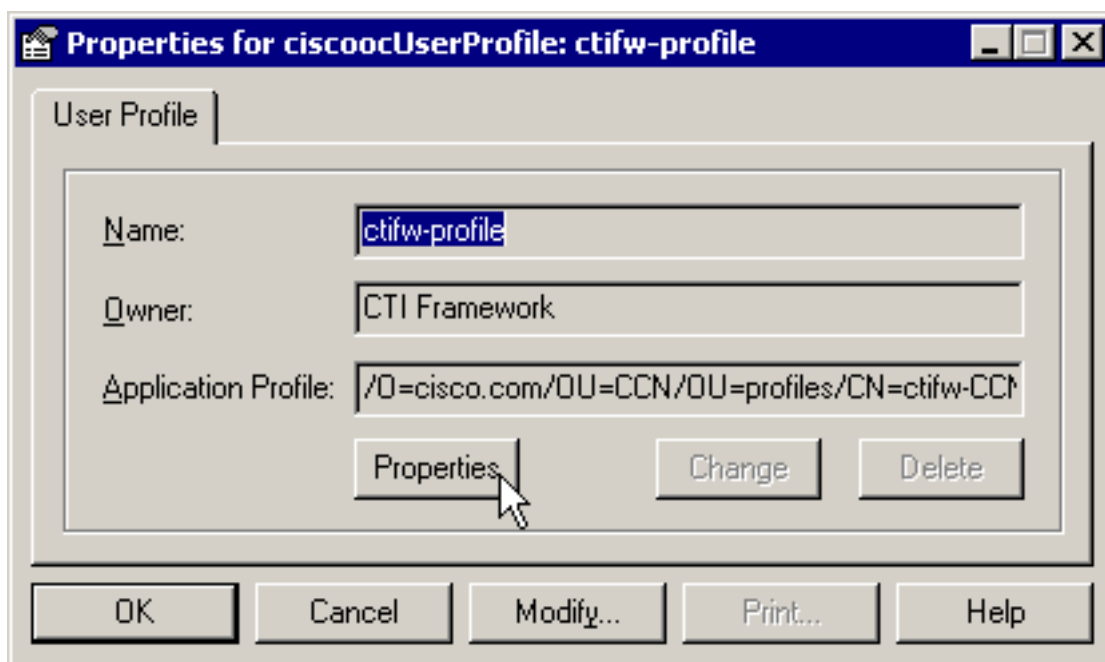 Properties for ciscoocUserProfile: ctifw-profile
User Profile
Name: ctifw-profile
Owner: CTI Framework
Application Profile: /O=cisco.com/OU=CCN/OU=profiles/CN=ctifw-CCN
Properties Change Delete
OK Cancel Modify... Print... Help